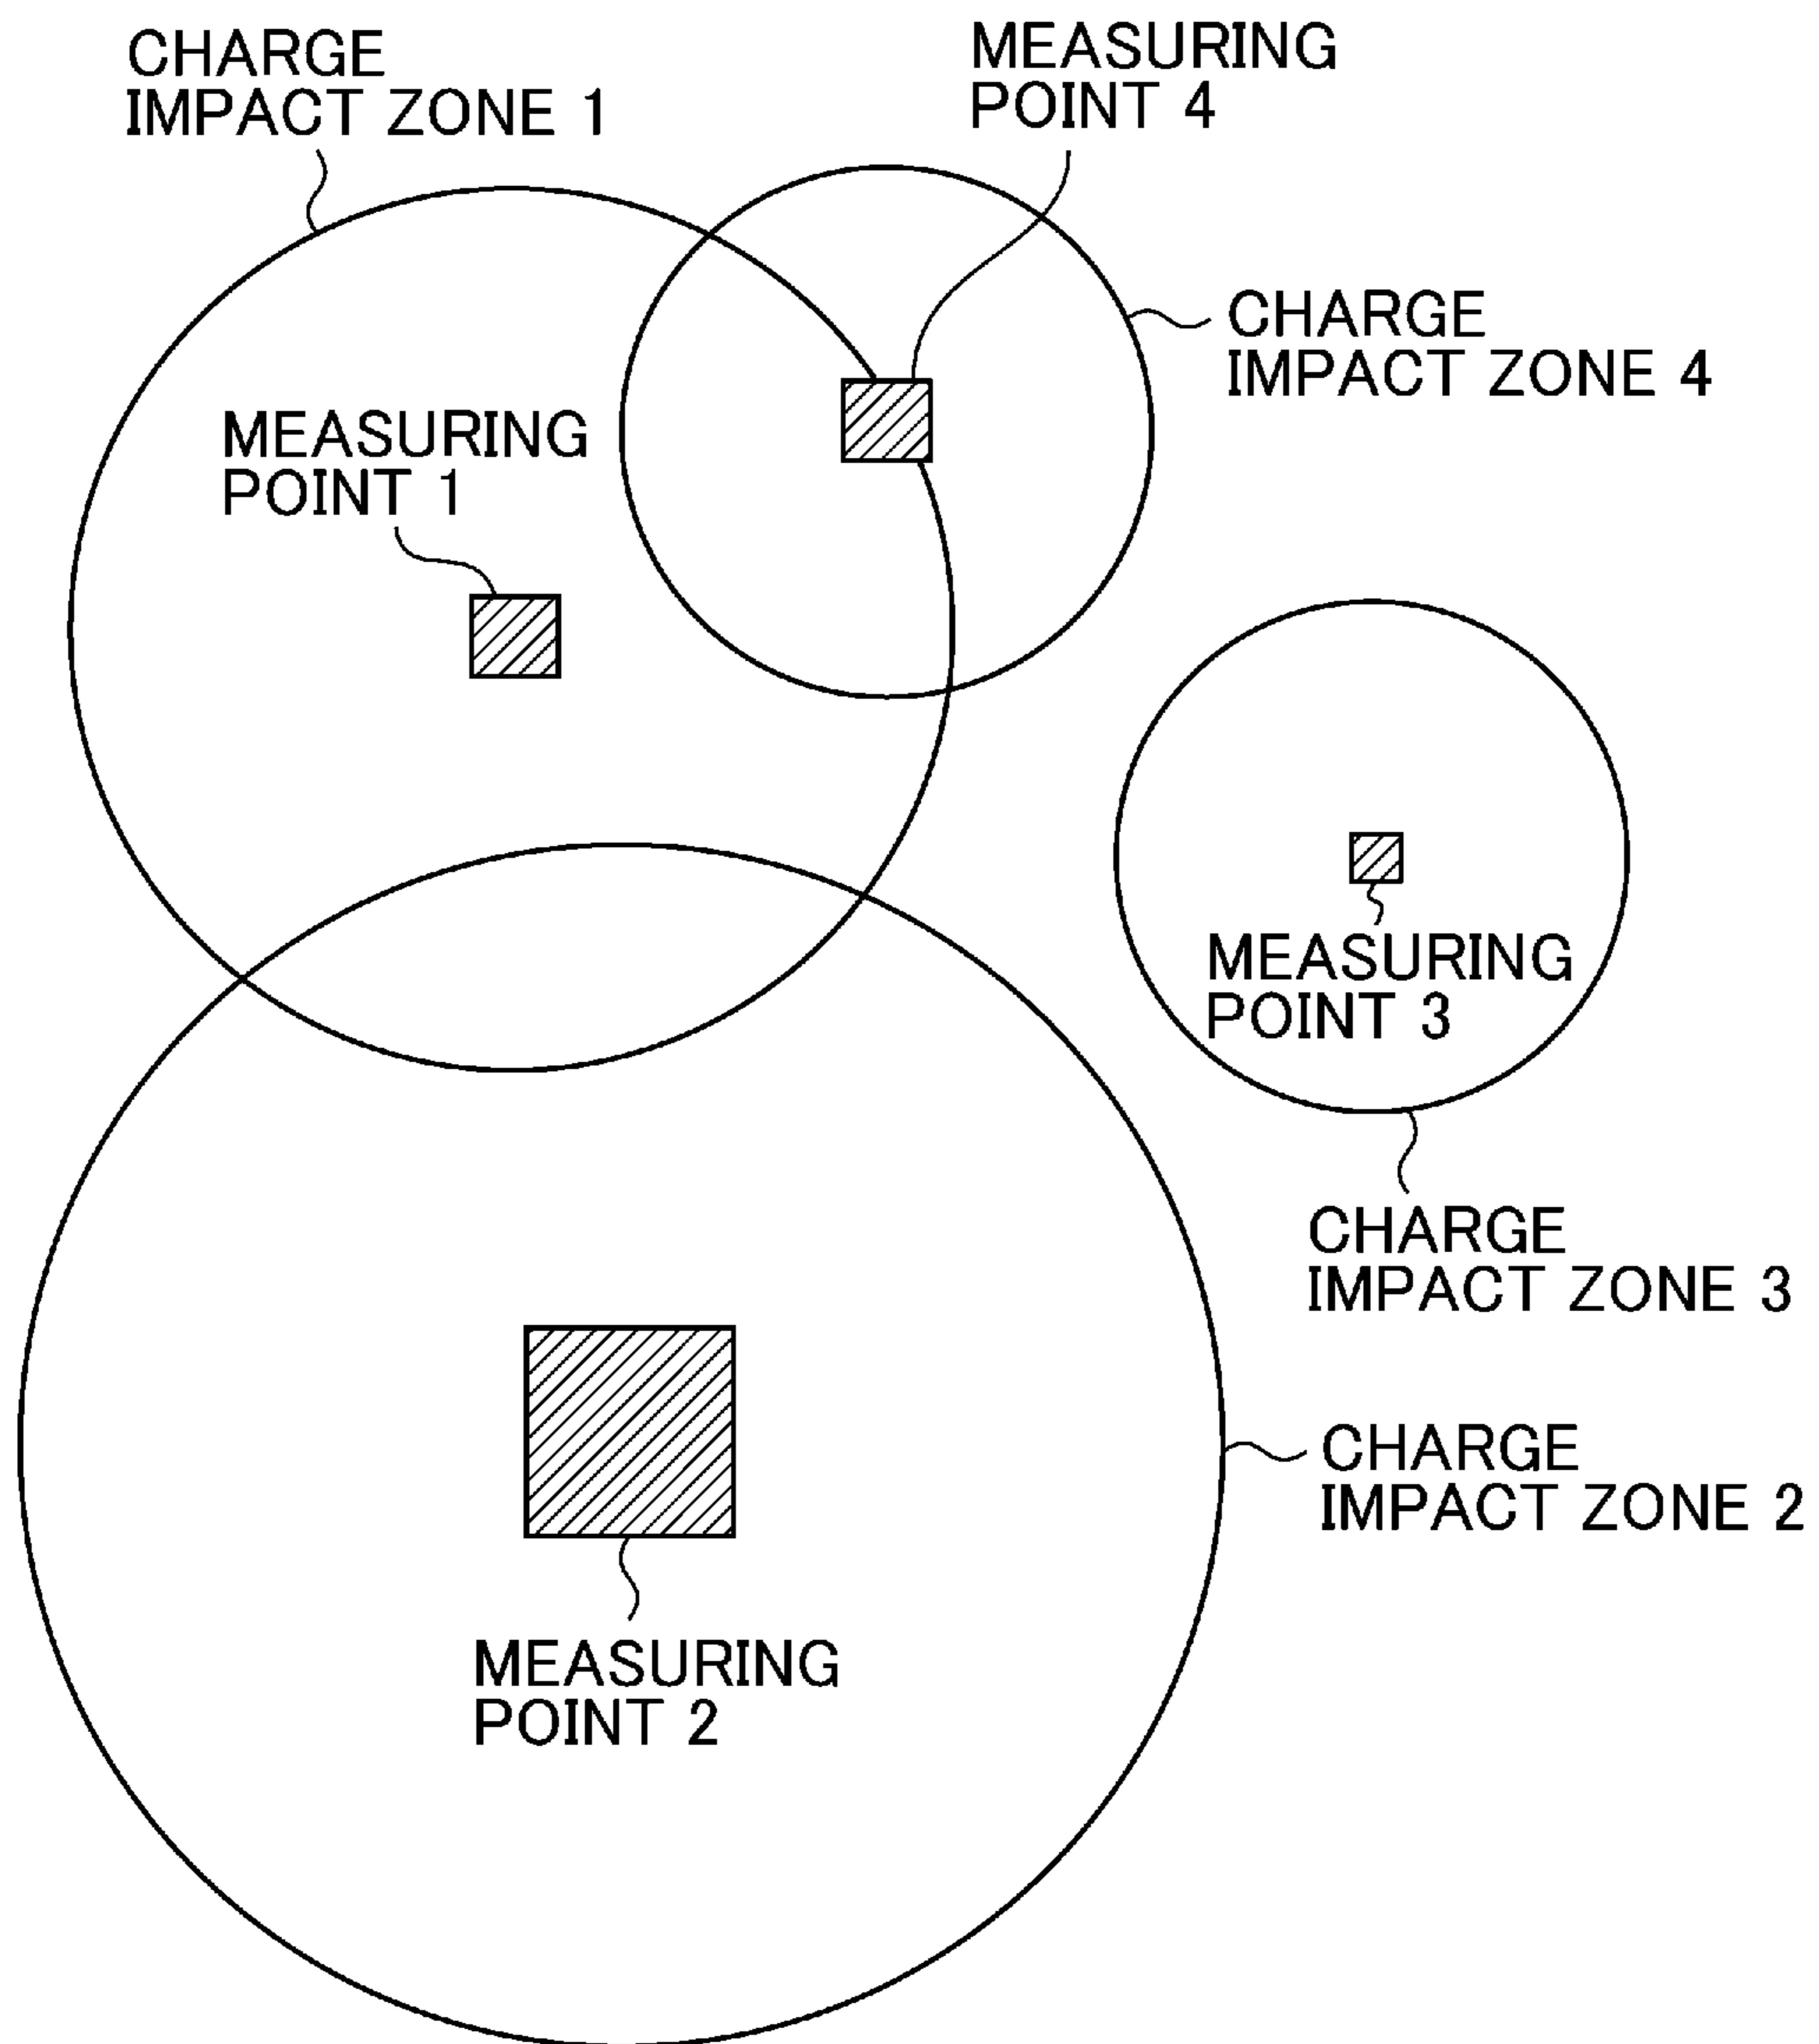 CHARGE
IMPACT ZONE 1
MEASURING
POINT 4
CHARGE
IMPACT ZONE 4
MEASURING
POINT 1
MEASURING
POINT 3
CHARGE
IMPACT ZONE 3
CHARGE
IMPACT ZONE 2
MEASURING
POINT 2